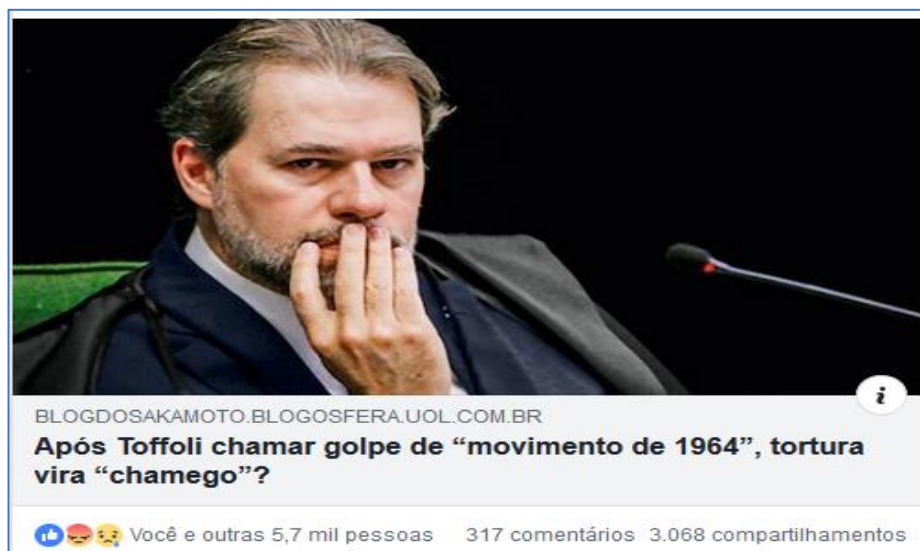 BLOGDOSAKAMOTO.BLOGOSFERA.UOL.COM.BR
Após Toffoli chamar golpe de “movimento de 1964”, tortura
vira “chamego”?
Você e outras 5,7 mil pessoas 317 comentários 3.068 compartilhamentos